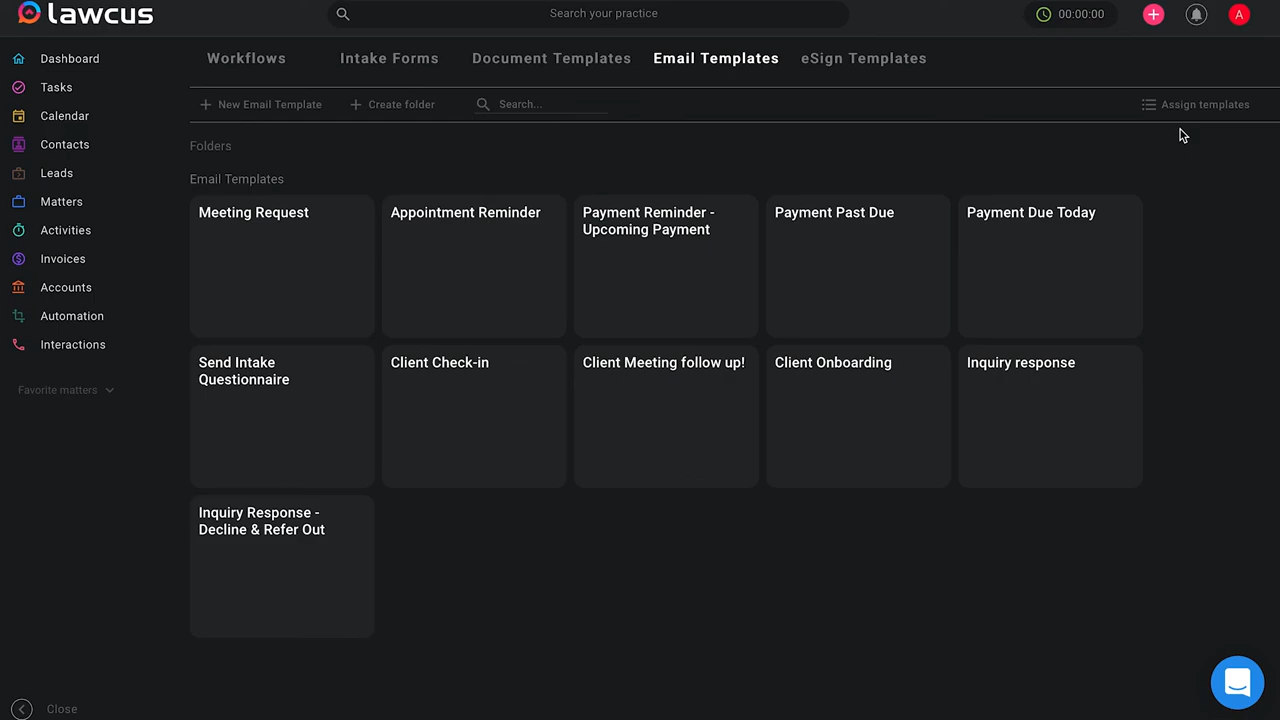 lawcus
Search your practice
00:00:00
A
Dashboard
Tasks
Calendar
Contacts
Leads
Matters
Activities
Invoices
Accounts
Automation
Interactions
Favorite matters
Close
Workflows
Intake Forms
Document Templates
Email Templates
eSign Templates
New Email Template
Create folder
Search...
Assign templates
Folders
Email Templates
Meeting Request
Appointment Reminder
Payment Reminder -
Upcoming Payment
Payment Past Due
Payment Due Today
Send Intake
Questionnaire
Client Check-in
Client Meeting follow up!
Client Onboarding
Inquiry response
Inquiry Response -
Decline & Refer Out